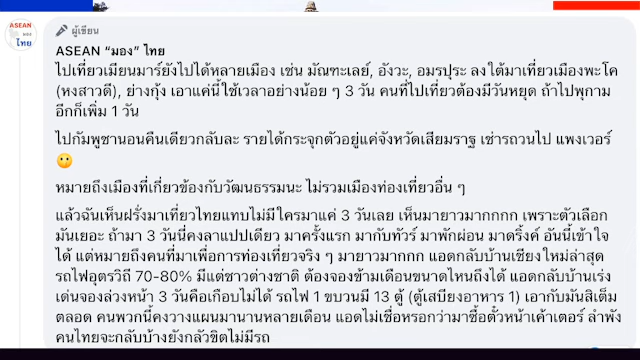 ASEAN
มอง
ไทย
ผู้เขียน
ASEAN “มอง” ไทย
ไปเที่ยวเมียนมาร์ยังไปได้หลายเมือง เช่น มัณฑะเลย์, อังวะ, อมรปุระ ลงใต้มาเที่ยวเมืองพะโค
(หงสาวดี), ย่างกุ้ง เอาแค่นี้ใช้เวลาอย่างน้อย ๆ 3 วัน คนที่ไปเที่ยวต้องมีวันหยุด ถ้าไปพุกาม
อีกก็เพิ่ม 1 วัน
ไปกัมพูชานอนคืนเดียวกลับละ รายได้กระจุกตัวอยู่แค่จังหวัดเสียมราฐ เช่ารถวนไป แพงเวอร์
😶
หมายถึงเมืองที่เกี่ยวข้องกับวัฒนธรรมนะ ไม่รวมเมืองท่องเที่ยวอื่น ๆ
แล้วฉันเห็นฝรั่งมาเที่ยวไทยแทบไม่มีใครมาแค่ 3 วันเลย เห็นมายาวมากกกก เพราะตัวเลือก
มันเยอะ ถ้ามา 3 วันนี่คงลาแปปเดียว มาครั้งแรก มากับทัวร์ มาพักผ่อน มาดริ้งค์ อันนี้เข้าใจ
ได้ แต่หมายถึงคนที่มาเพื่อการท่องเที่ยวจริง ๆ มายาวมากกก แอดกลับบ้านเชียงใหม่ล่าสุด
รถไฟอุตรวิถี 70-80% มีแต่ชาวต่างชาติ ต้องจองข้ามเดือนขนาดไหนถึงได้ แอดกลับบ้านเร่ง
เด่นจองล่วงหน้า 3 วันคือเกือบไม่ได้ รถไฟ 1 ขบวนมี 13 ตู้ (ตู้เสบียงอาหาร 1) เอากับมันสิเต็ม
ตลอด คนพวกนี้คงวางแผนมานานหลายเดือน แอดไม่เชื่อหรอกว่ามาซื้อตั๋วหน้าเค้าเตอร์ ลำพัง
คนไทยจะกลับบ้างยังกลัวขิตไม่มีรถ